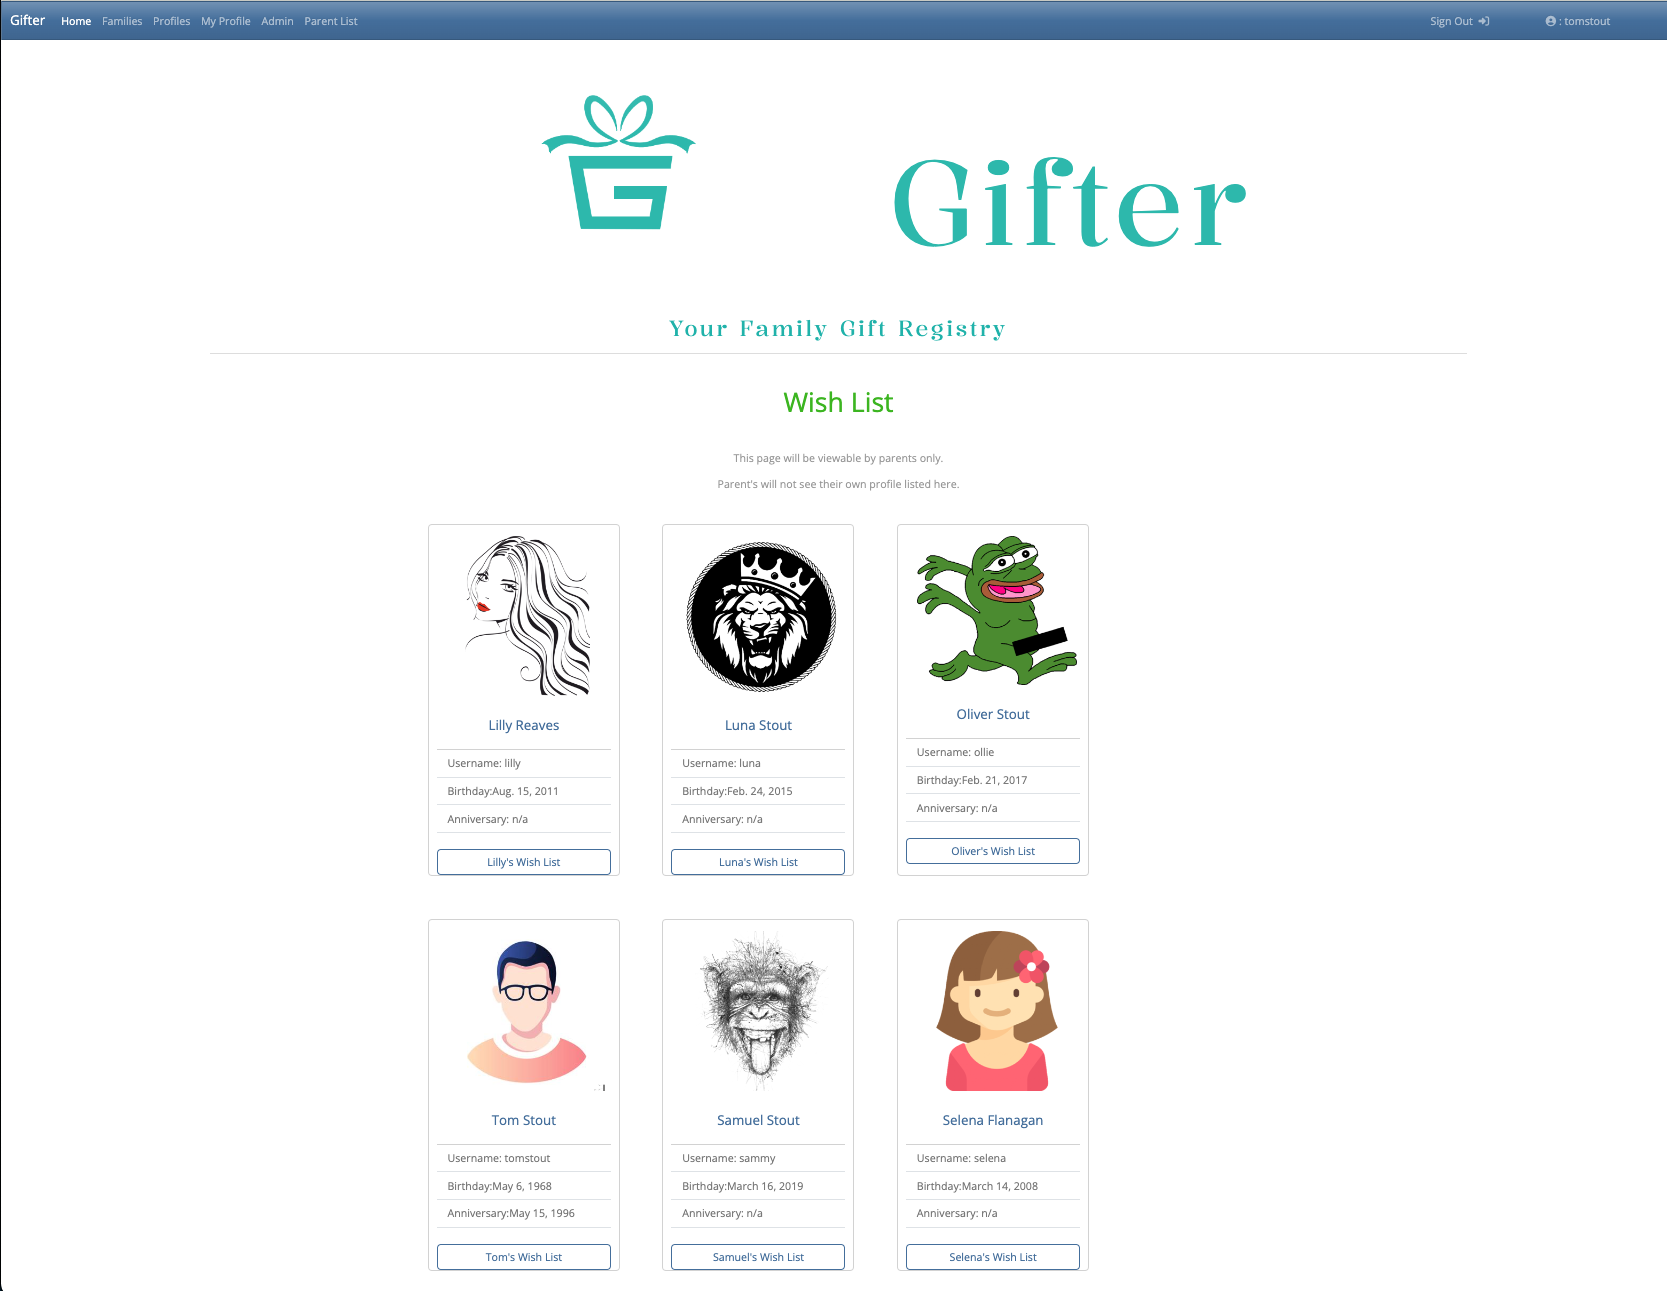 Gifter Home Families Profiles My Profile Admin Parent List Sign Out : tomstout
G
Gifter
Your Family Gift Registry
Wish List
This page will be viewable by parents only.
Parent's will not see their own profile listed here.
Lilly Reaves
Username: lilly
Birthday:Aug. 15, 2011
Anniversary: n/a
Lilly's Wish List
Luna Stout
Username: luna
Birthday:Feb. 24, 2015
Anniversary: n/a
Luna's Wish List
Oliver Stout
Username: ollie
Birthday:Feb. 21, 2017
Anniversary: n/a
Oliver's Wish List
Tom Stout
Username: tomstout
Birthday:May 6, 1968
Anniversary:May 15, 1996
Tom's Wish List
Samuel Stout
Username: sammy
Birthday:March 16, 2019
Anniversary: n/a
Samuel's Wish List
Selena Flanagan
Username: selena
Birthday:March 14, 2008
Anniversary: n/a
Selena's Wish List